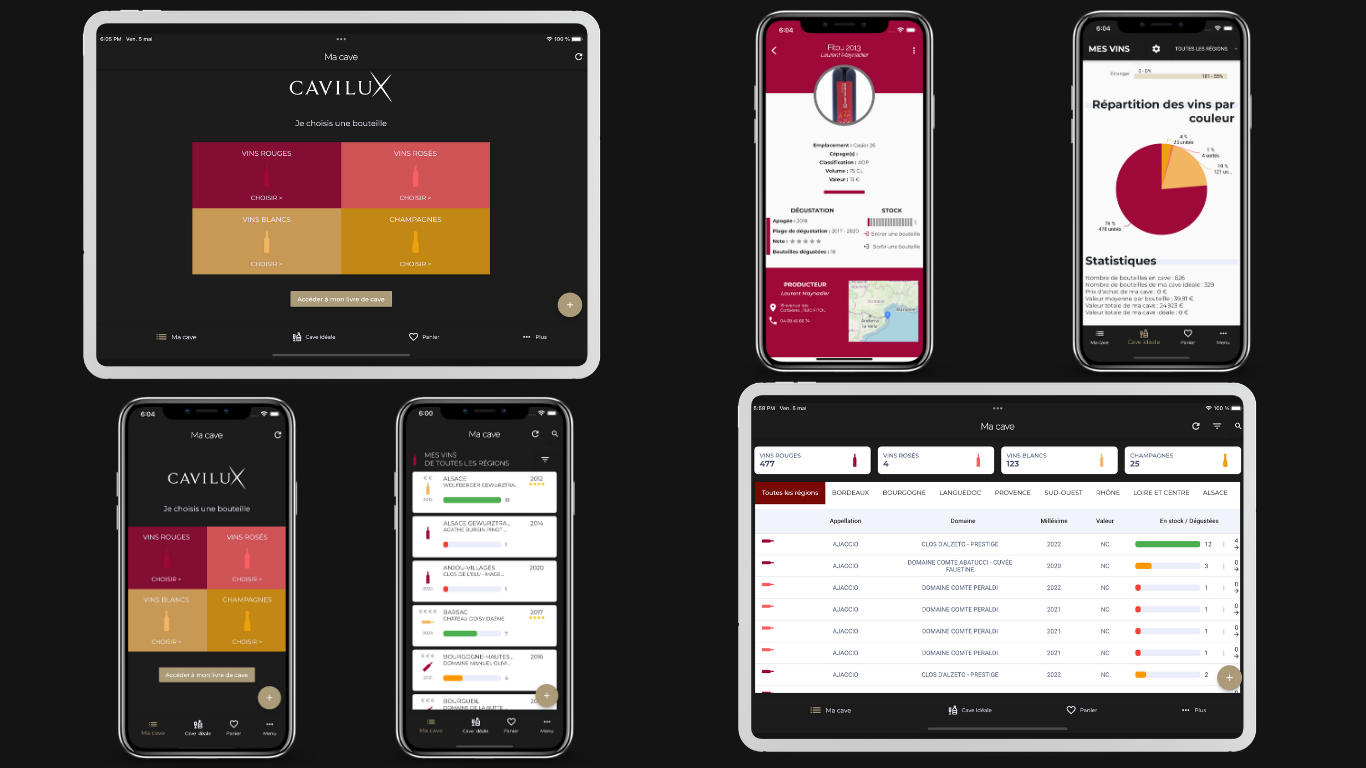 6:05 PM Ven. 5 mai
100 %
Ma cave
CAVILUX
Je choisis une bouteille
VINS ROUGES
CHOISIR >
VINS ROSÉS
CHOISIR >
VINS BLANCS
CHOISIR >
CHAMPAGNES
CHOISIR >
Accéder à mon livre de cave
+
Ma cave
Cave idéale
Panier
Plus
6:04
Fitou 2013
Laurent Maynadier
Emplacement : Casier 26
Cépage(s) :
Classification : AOP
Volume : 75 CL
Valeur : 13 €
DÉGUSTATION
Apogée : 2018
Plage de dégustation : 2017 - 2020
Note :
Bouteilles dégustées : 18
STOCK
1
Entrer une bouteille
Sortir une bouteille
PRODUCTEUR
Laurent Maynadier
Andorra
la Vella
6:04
MES VINS
TOUTES LES RÉGIONS
Etranger
0 - 0%
181 - 55%
Répartition des vins par
couleur
4 %
23 unités
1 %
4 unités
19 %
121 un...
76 %
478 unités
Statistiques
Nombre de bouteilles en cave : 626
Nombre de bouteilles de ma cave idéale : 329
Prix d'achat de ma cave : 0 €
Valeur moyenne par bouteille : 39.81 €
Valeur totale de ma cave : 24 923 €
Valeur totale de ma cave idéale : 0 €
Ma cave
Cave idéale
Panier
Menu
6:04
Ma cave
CAVILUX
Je choisis une bouteille
VINS ROUGES
CHOISIR >
VINS ROSÉS
CHOISIR >
VINS BLANCS
CHOISIR >
CHAMPAGNES
CHOISIR >
Accéder à mon livre de cave
+
Ma cave
Cave idéale
Panier
Menu
6:00
Ma cave
MES VINS
DE TOUTES LES RÉGIONS
€ €
ALSACE
2012
WOLFBERGER GEWURZTRA...
ALSACE GEWURZTRA...
2014
AGATHE BURSIN PINOT ...
1
ANJOU-VILLAGES
2020
CLOS DE L'ELU - MAGE...
1
€ € € €
BARSAC
2017
CHÂTEAU DOISY DAËNE
7
€ € €
BOURGOGNE-HAUTES...
2016
DOMAINE MANUEL OLIVI...
4
BOURGUEIL
DOMAINE DE LA BUTTE
+
Ma cave
Cave idéale
Panier
Menu
5:58 PM Ven. 5 mai
100 %
Ma cave
VINS ROUGES
477
VINS ROSÉS
4
VINS BLANCS
123
CHAMPAGNES
25
Toutes les régions BORDEAUX BOURGOGNE LANGUEDOC PROVENCE SUD-OUEST RHÔNE LOIRE ET CENTRE ALSACE
Appellation Domaine Millésime Valeur En stock / Dégustées
AJACCIO CLOS D'ALZETO - PRESTIGE 2022 NC 12 | 4
AJACCIO DOMAINE COMTE ABATUCCI - CUVÉE FAUSTINE 2020 NC 3 | 0
AJACCIO DOMAINE COMTE PERALDI 2022 NC 1 | 0
AJACCIO DOMAINE COMTE PERALDI 2021 NC 1 | 0
AJACCIO DOMAINE COMTE PERALDI 2021 NC 1 | 0
AJACCIO DOMAINE COMTE PERALDI 2021 NC 1 | 0
AJACCIO CLOS D'ALZETO - PRESTIGE 2022 NC 2 |
+
Ma cave
Cave idéale
Panier
Plus